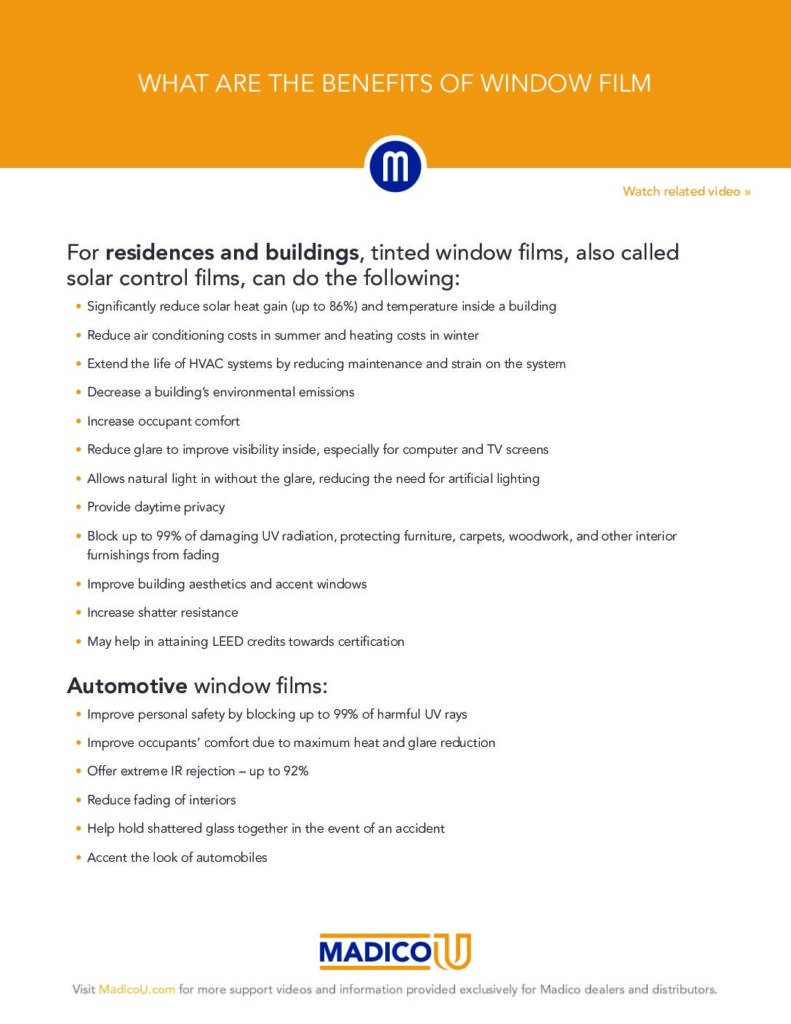 WHAT ARE THE BENEFITS OF WINDOW FILM
m
Watch related video »
For residences and buildings, tinted window films, also called
solar control films, can do the following:
• Significantly reduce solar heat gain (up to 86%) and temperature inside a building
• Reduce air conditioning costs in summer and heating costs in winter
• Extend the life of HVAC systems by reducing maintenance and strain on the system
• Decrease a building’s environmental emissions
• Increase occupant comfort
• Reduce glare to improve visibility inside, especially for computer and TV screens
• Allows natural light in without the glare, reducing the need for artificial lighting
• Provide daytime privacy
• Block up to 99% of damaging UV radiation, protecting furniture, carpets, woodwork, and other interior
furnishings from fading
• Improve building aesthetics and accent windows
• Increase shatter resistance
• May help in attaining LEED credits towards certification
Automotive window films:
• Improve personal safety by blocking up to 99% of harmful UV rays
• Improve occupants’ comfort due to maximum heat and glare reduction
• Offer extreme IR rejection – up to 92%
• Reduce fading of interiors
• Help hold shattered glass together in the event of an accident
• Accent the look of automobiles
MADICO U
Visit MadicoU.com for more support videos and information provided exclusively for Madico dealers and distributors.